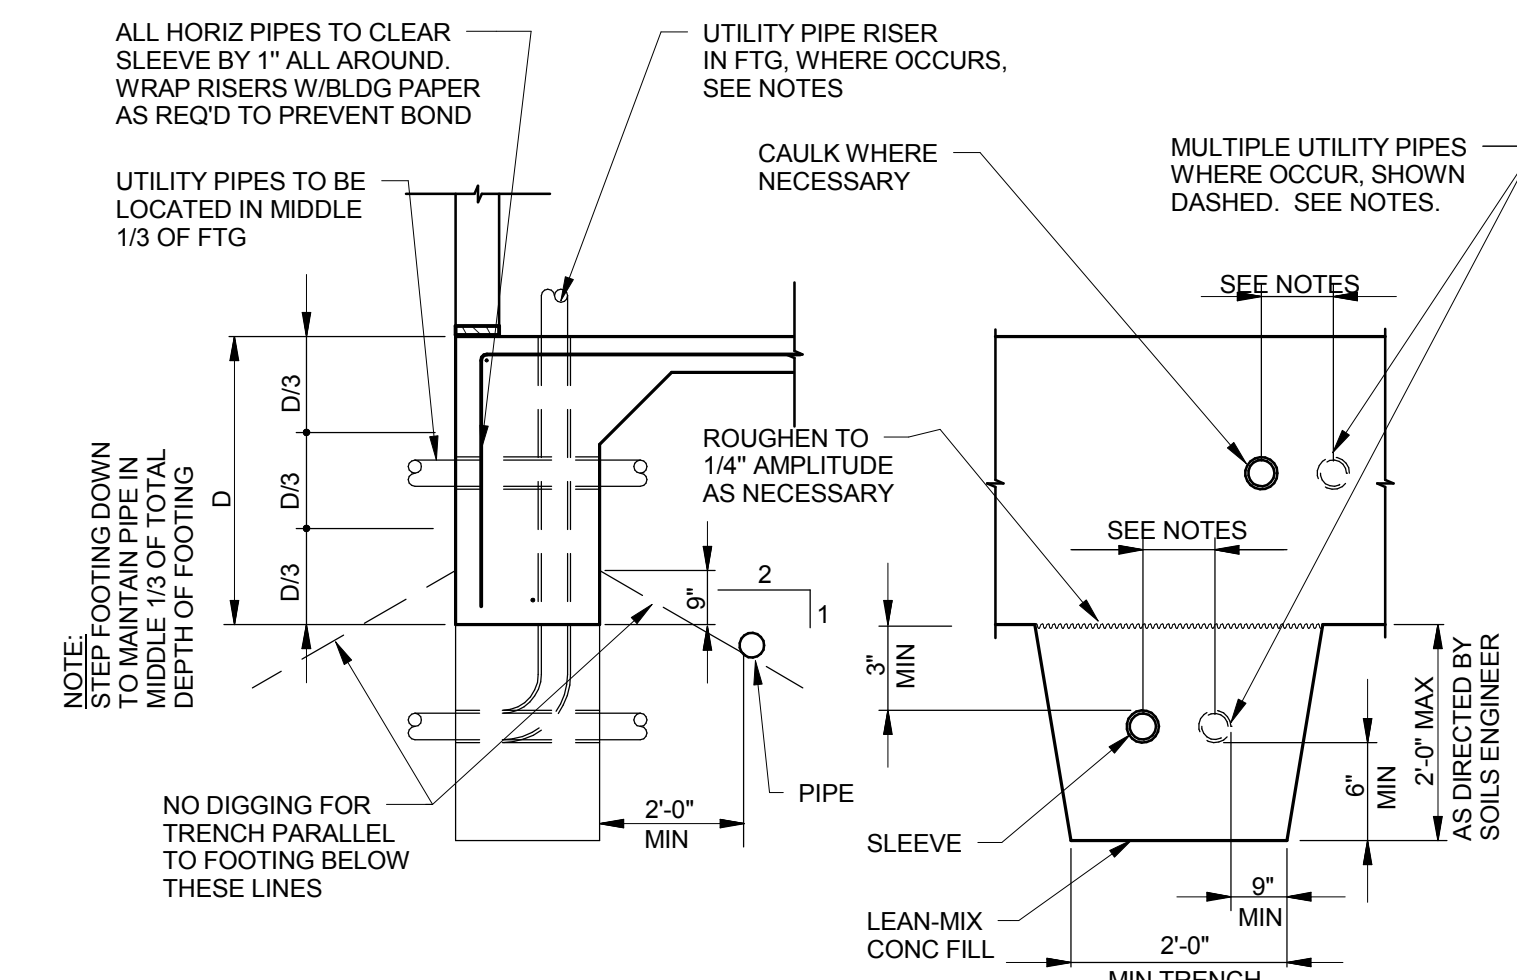 ALL HORIZ PIPES TO CLEAR
SLEEVE BY 1" ALL AROUND.
WRAP RISERS W/BLDG PAPER
AS REQ'D TO PREVENT BOND
UTILITY PIPE RISER
IN FTG, WHERE OCCURS,
SEE NOTES
CAULK WHERE
NECESSARY
MULTIPLE UTILITY PIPES
WHERE OCCUR, SHOWN
DASHED. SEE NOTES.
UTILITY PIPES TO BE
LOCATED IN MIDDLE
1/3 OF FTG
SEE NOTES
D/3
D/3
D/3
D
NOTE:
STEP FOOTING DOWN
TO MAINTAIN PIPE IN
MIDDLE 1/3 OF TOTAL
DEPTH OF FOOTING
ROUGHEN TO
1/4" AMPLITUDE
AS NECESSARY
SEE NOTES
9"
2
1
3"
MIN
2'-0" MAX
AS DIRECTED BY
SOILS ENGINEER
6"
MIN
NO DIGGING FOR
TRENCH PARALLEL
TO FOOTING BELOW
THESE LINES
2'-0"
MIN
PIPE
SLEEVE
LEAN-MIX
CONC FILL
9"
MIN
2'-0"
MIN TRENCH